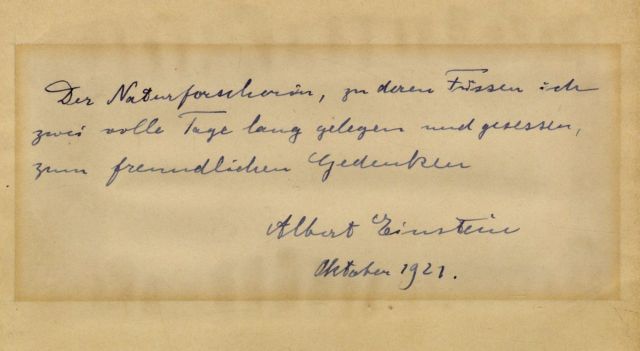 Der Naturforscherin, zu deren Füssen ich
zwei volle Tage lang gelegen und gesessen,
zum freundlichen Gedenken
Albert Einstein
Oktober 1921.